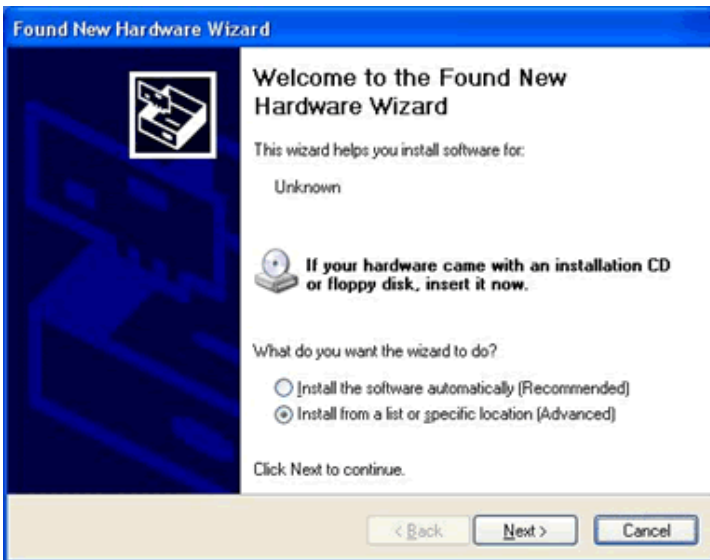 Found New Hardware Wizard
Welcome to the Found New
Hardware Wizard
This wizard helps you install software for:
Unknown
If your hardware came with an installation CD
or floppy disk, insert it now.
What do you want the wizard to do?
Install the software automatically (Recommended)
Install from a list or specific location (Advanced)
Click Next to continue.
< Back Next > Cancel